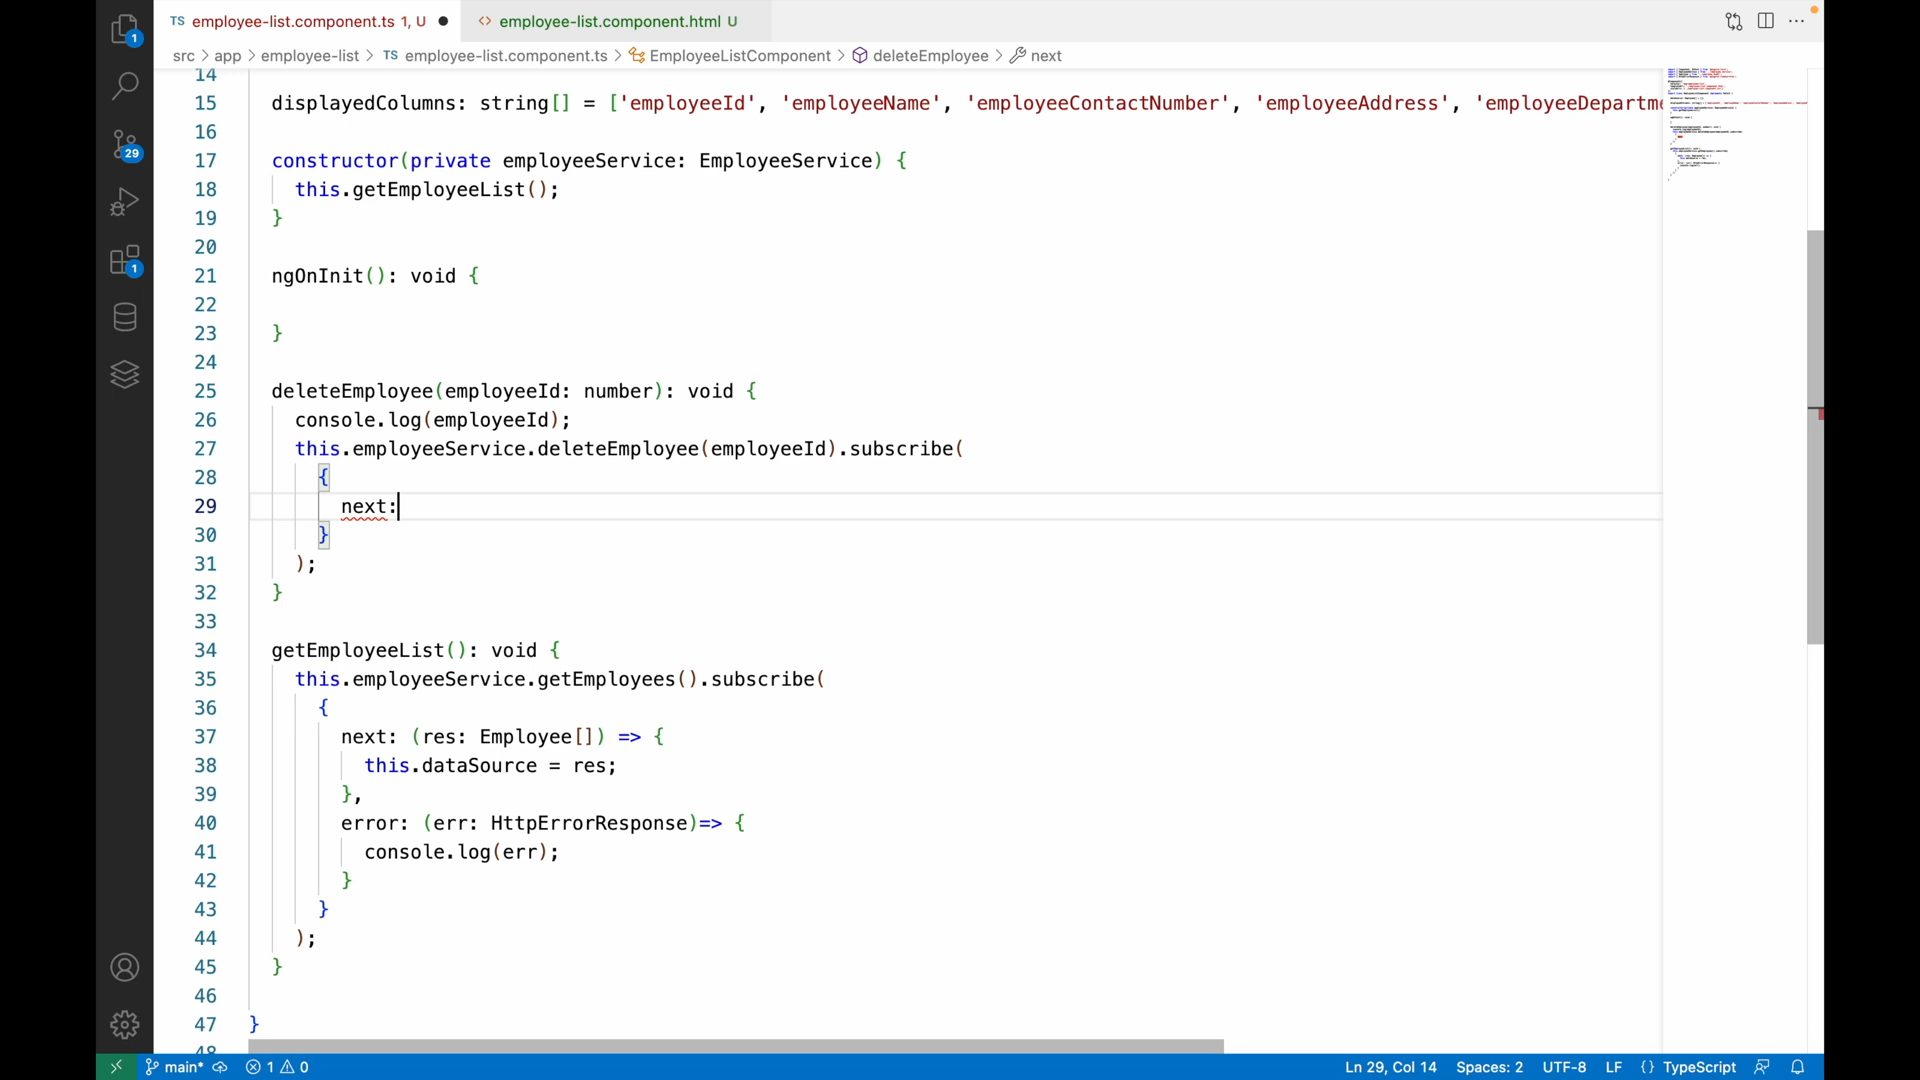 TS employee-list.component.ts 1, U ● <> employee-list.component.html U
src > app > employee-list > TS employee-list.component.ts > EmployeeListComponent > deleteEmployee > next
1
29
1
14
15 displayedColumns: string[] = ['employeeId', 'employeeName', 'employeeContactNumber', 'employeeAddress', 'employeeDepartme
16
17 constructor(private employeeService: EmployeeService) {
18 this.getEmployeeList();
19 }
20
21 ngOnInit(): void {
22
23 }
24
25 deleteEmployee(employeeId: number): void {
26 console.log(employeeId);
27 this.employeeService.deleteEmployee(employeeId).subscribe(
28 {
29 next:
30 }
31 );
32 }
33
34 getEmployeeList(): void {
35 this.employeeService.getEmployees().subscribe(
36 {
37 next: (res: Employee[]) => {
38 this.dataSource = res;
39 },
40 error: (err: HttpErrorResponse)=> {
41 console.log(err);
42 }
43 }
44 );
45 }
46
47 }
48
main* 1 0 Ln 29, Col 14 Spaces: 2 UTF-8 LF {} TypeScript